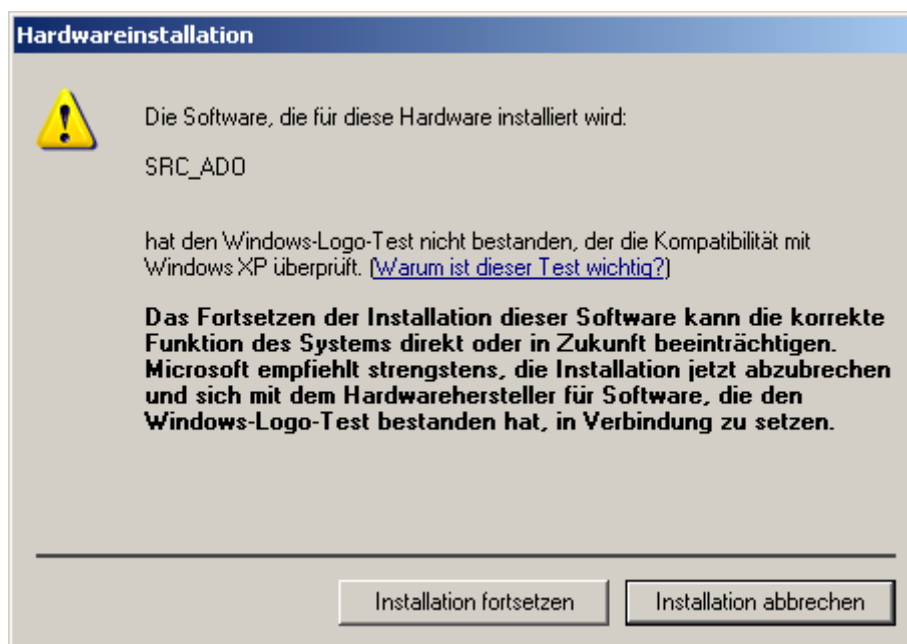 Hardwareinstallation
Die Software, die für diese Hardware installiert wird:
SRC_ADO
hat den Windows-Logo-Test nicht bestanden, der die Kompatibilität mit
Windows XP überprüft. (Warum ist dieser Test wichtig?)
Das Fortsetzen der Installation dieser Software kann die korrekte
Funktion des Systems direkt oder in Zukunft beeinträchtigen.
Microsoft empfiehlt strengstens, die Installation jetzt abzubrechen
und sich mit dem Hardwarehersteller für Software, die den
Windows-Logo-Test bestanden hat, in Verbindung zu setzen.
Installation fortsetzen
Installation abbrechen